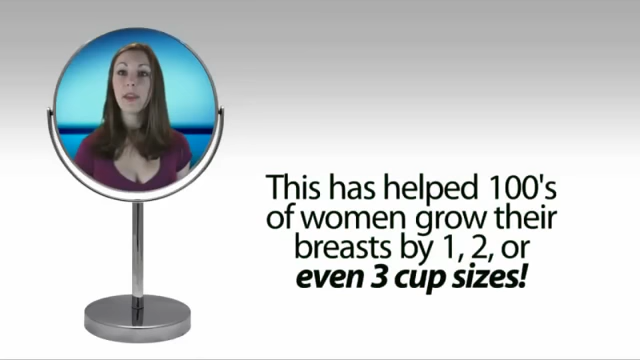 This has helped 100's
of women grow their
breasts by 1, 2, or
even 3 cup sizes!